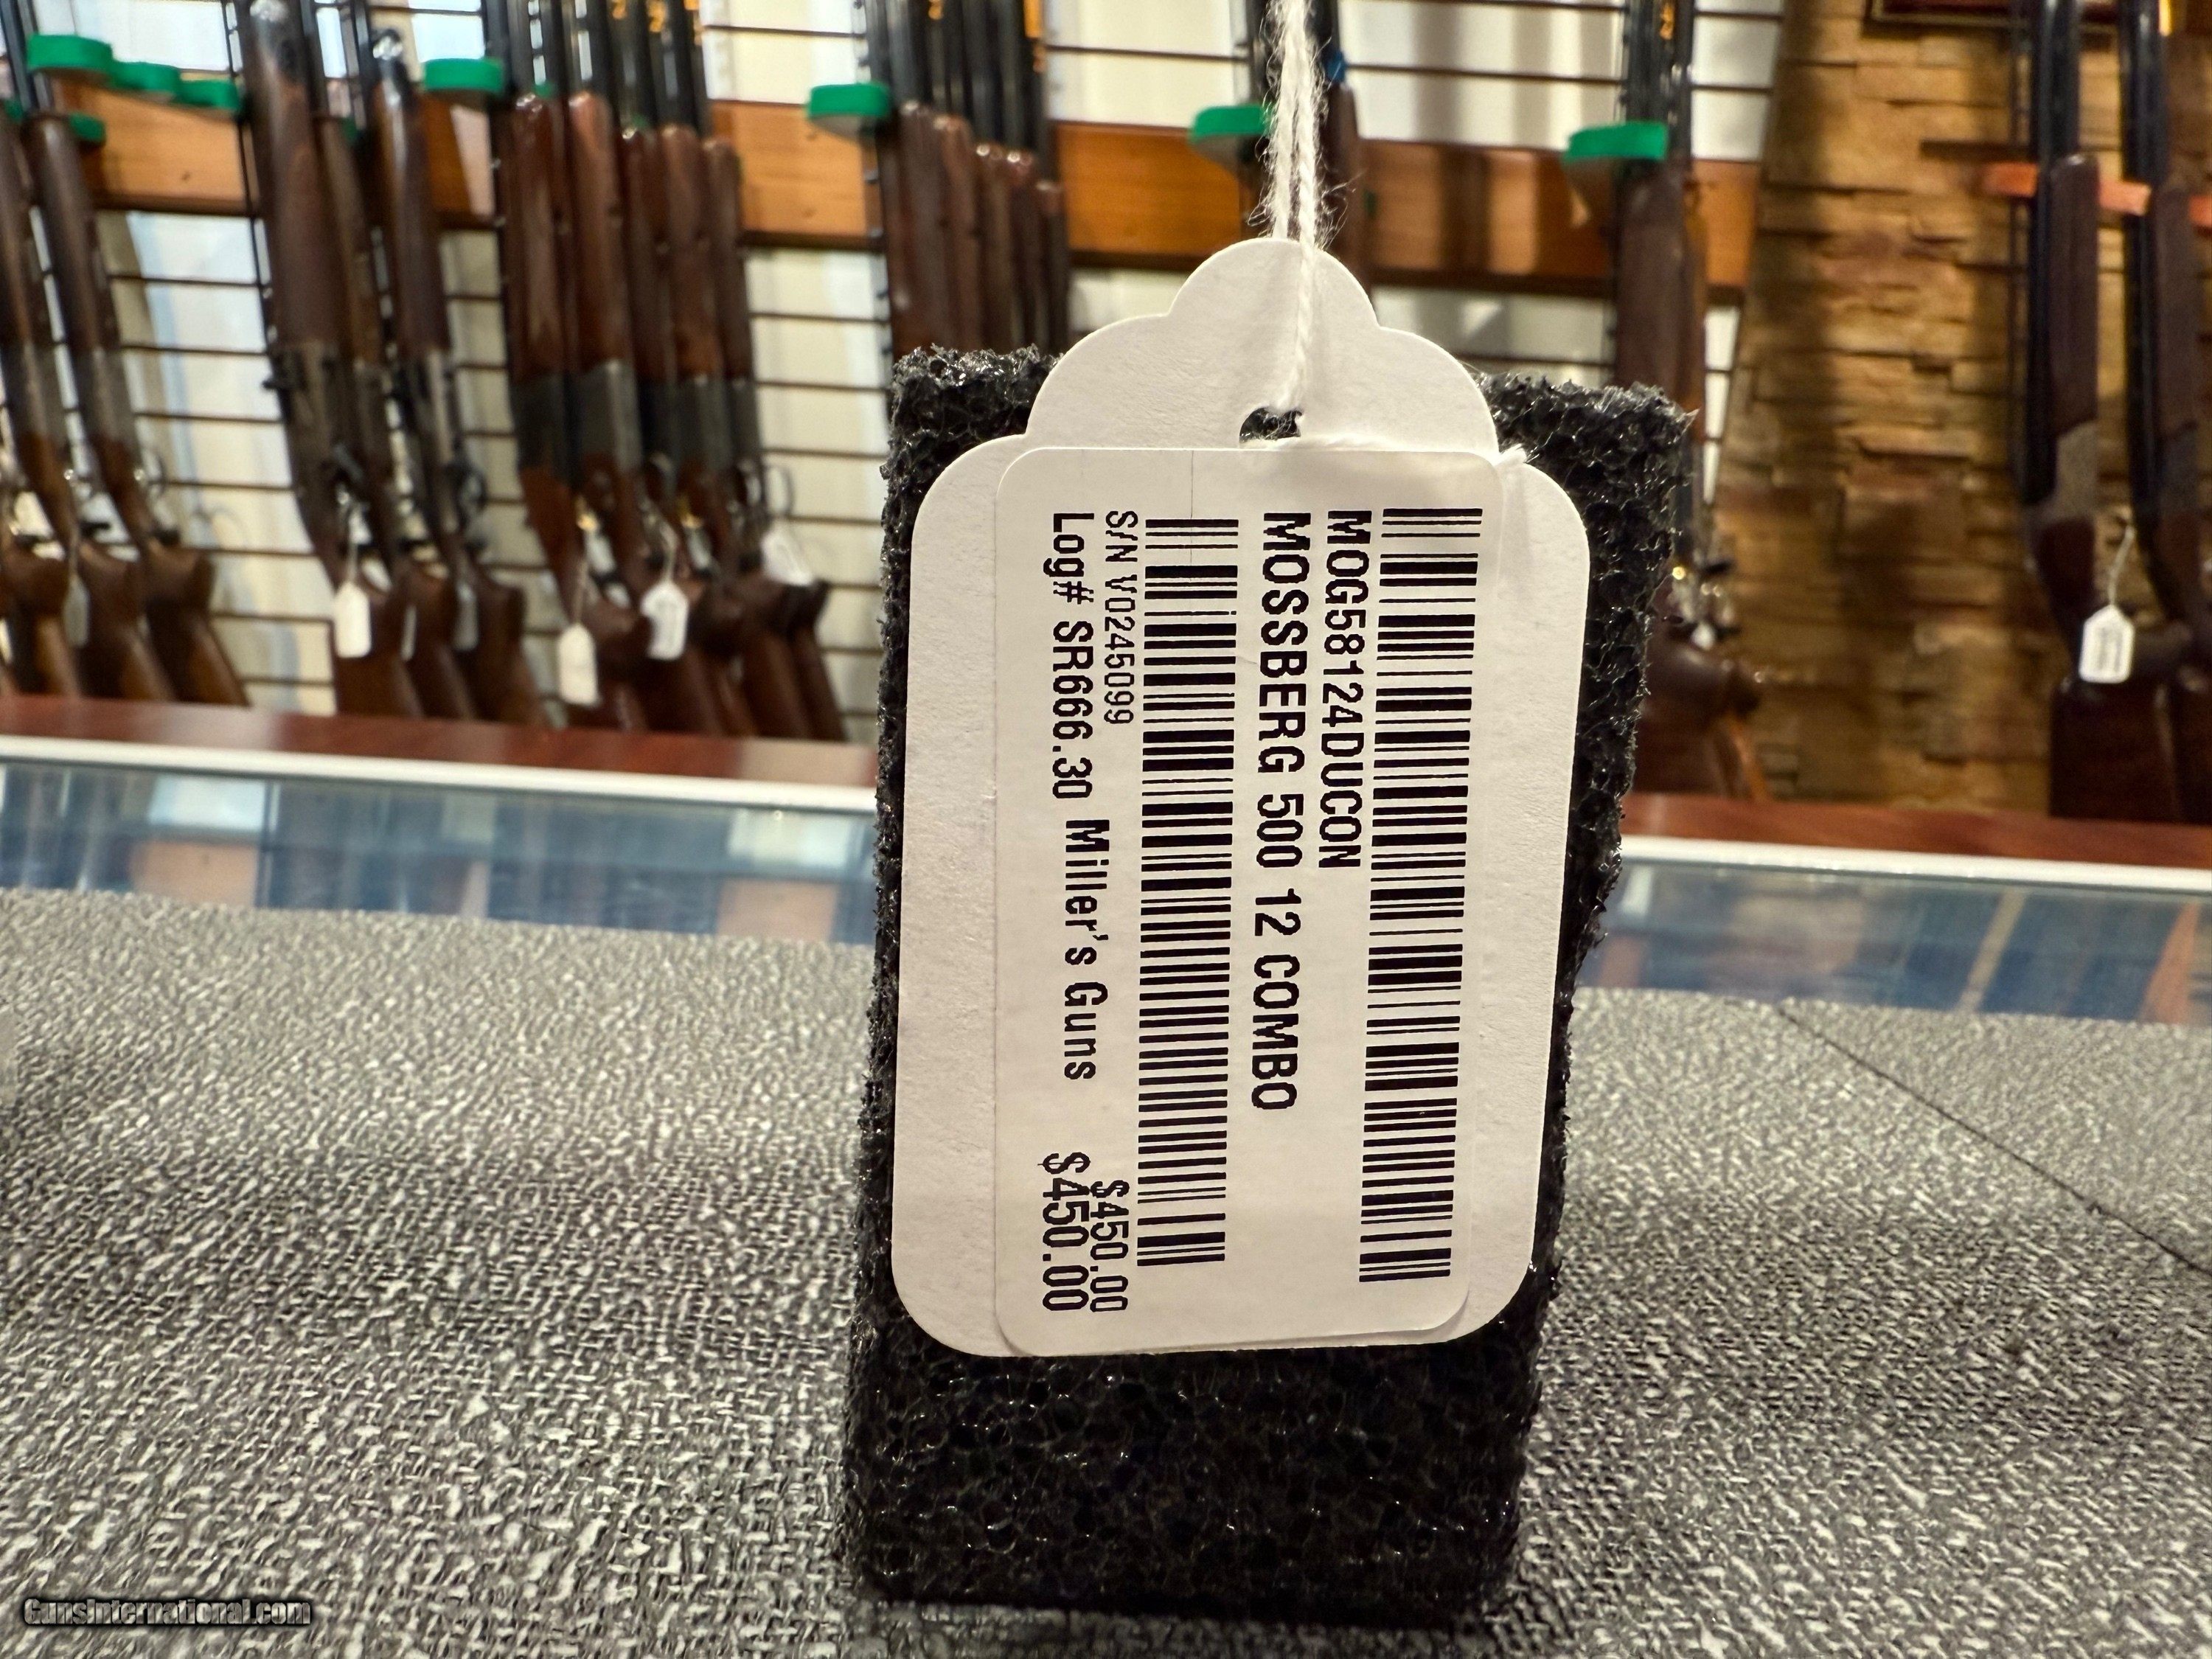 MOG58124DUCON
MOSSBERG 500 12 COMBO
S/N V0245099 $450.00
Log# SR666.30 Miller's Guns $450.00
GunsInternational.com